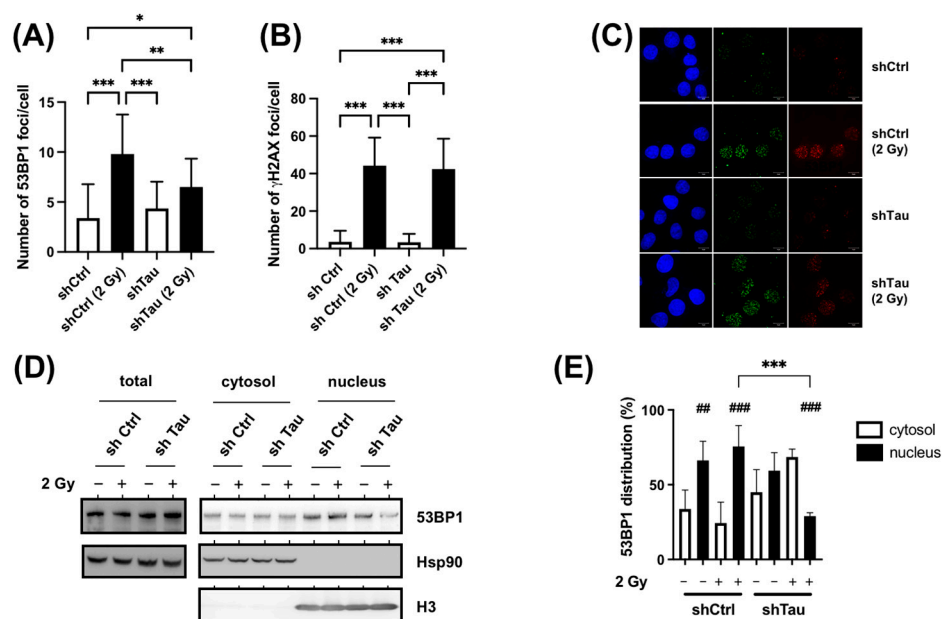 (A)
*
**
***
***
Number of 53BP1 foci/cell
15
10
5
0
shCtrl
shCtrl (2 Gy)
shTau
shTau (2 Gy)
(B)
***
***
***
***
Number of γH2AX foci/cell
80
60
40
20
0
sh Ctrl
sh Ctrl (2 Gy)
sh Tau
sh Tau (2 Gy)
(C)
shCtrl
shCtrl
(2 Gy)
shTau
shTau
(2 Gy)
(D)
total cytosol nucleus
sh Ctrl sh Tau sh Ctrl sh Tau sh Ctrl sh Tau
2 Gy – + – + – + – + – + – +
53BP1
Hsp90
H3
(E)
***
## ### ###
53BP1 distribution (%)
100
50
0
cytosol
nucleus
2 Gy – – + + – – + +
shCtrl shTau